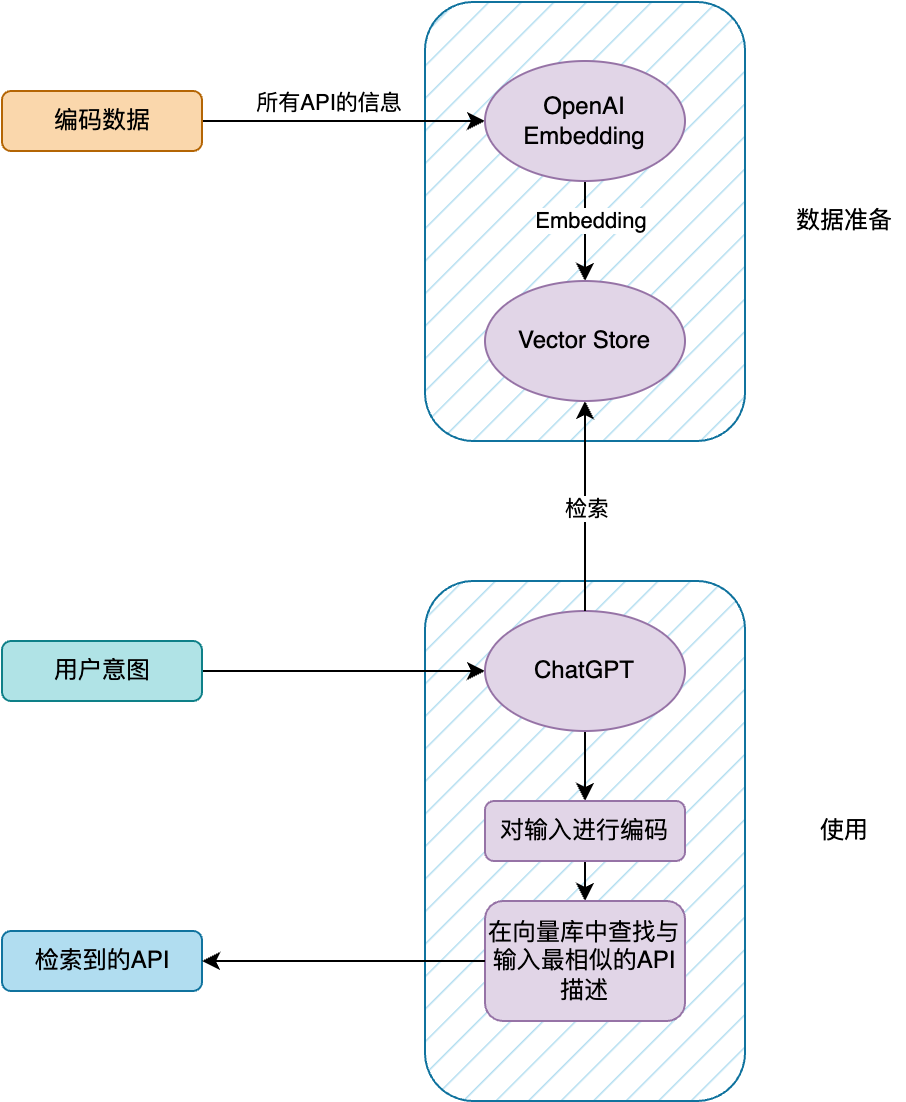 所有API的信息
编码数据
OpenAI
Embedding
Embedding
数据准备
Vector Store
检索
用户意图
ChatGPT
对输入进行编码
使用
在向量库中查找与
输入最相似的API
描述
检索到的API